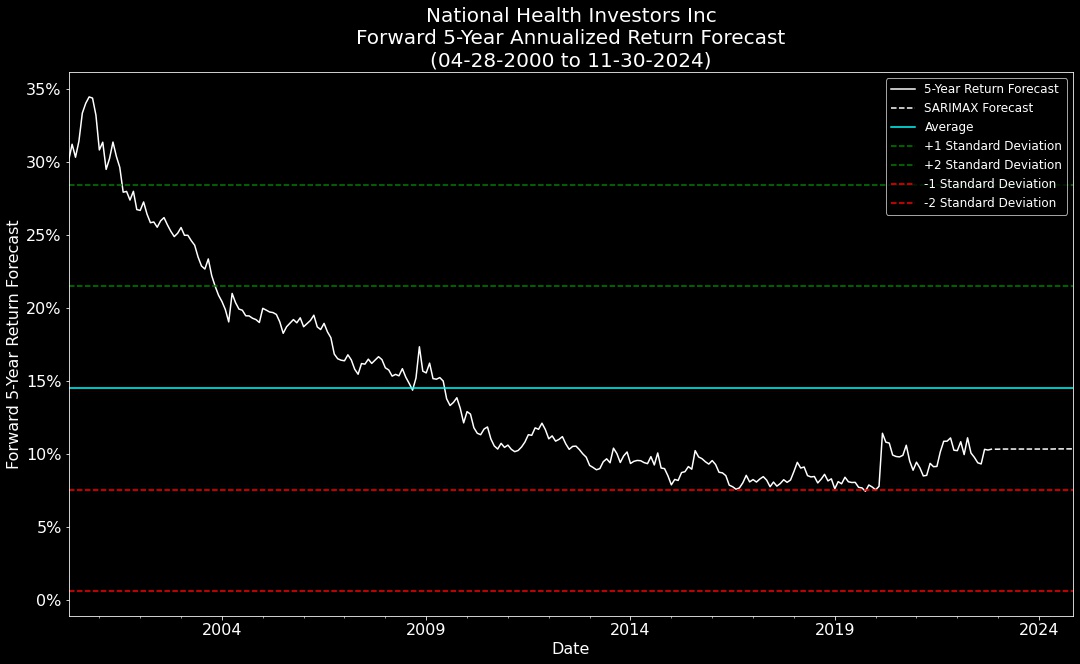 National Health Investors Inc
Forward 5-Year Annualized Return Forecast
(04-28-2000 to 11-30-2024)
5-Year Return Forecast
SARIMAX Forecast
Average
+1 Standard Deviation
+2 Standard Deviation
-1 Standard Deviation
-2 Standard Deviation
Forward 5-Year Return Forecast
35%
30%
25%
20%
15%
10%
5%
0%
2004
2009
2014
2019
2024
Date